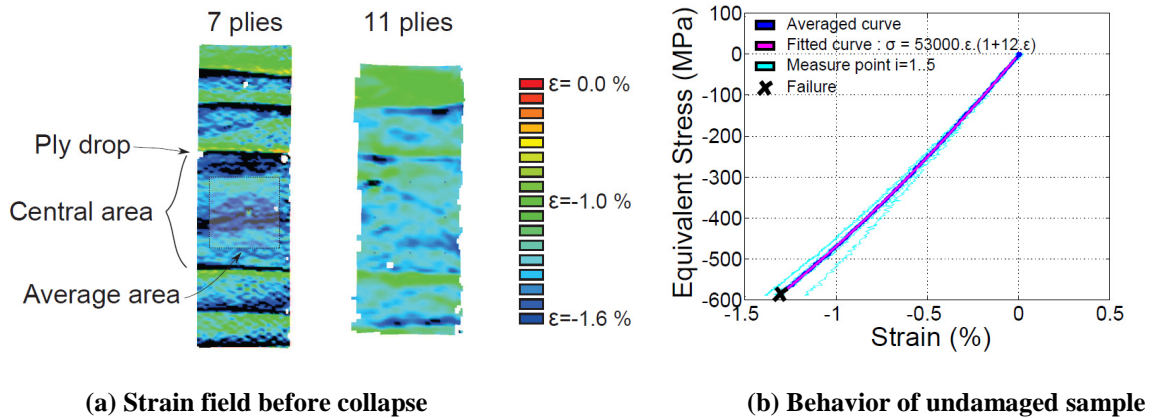 7 plies
11 plies
Ply drop
Central area
Average area
ε= 0.0 %
ε=-1.0 %
ε=-1.6 %
(a) Strain field before collapse
Equivalent Stress (MPa)
100
0
-100
-200
-300
-400
-500
-600
-1.5
-1
-0.5
0
0.5
Strain (%)
Averaged curve
Fitted curve : σ = 53000.ε.(1+12.ε)
Measure point i=1..5
Failure
(b) Behavior of undamaged sample